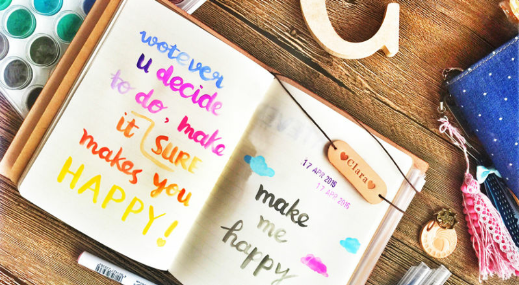 wotever
u decide
to do, make
it SURE
makes you
HAPPY!
Clara
17 APR 2016
17 APR 2016
make
me
happy